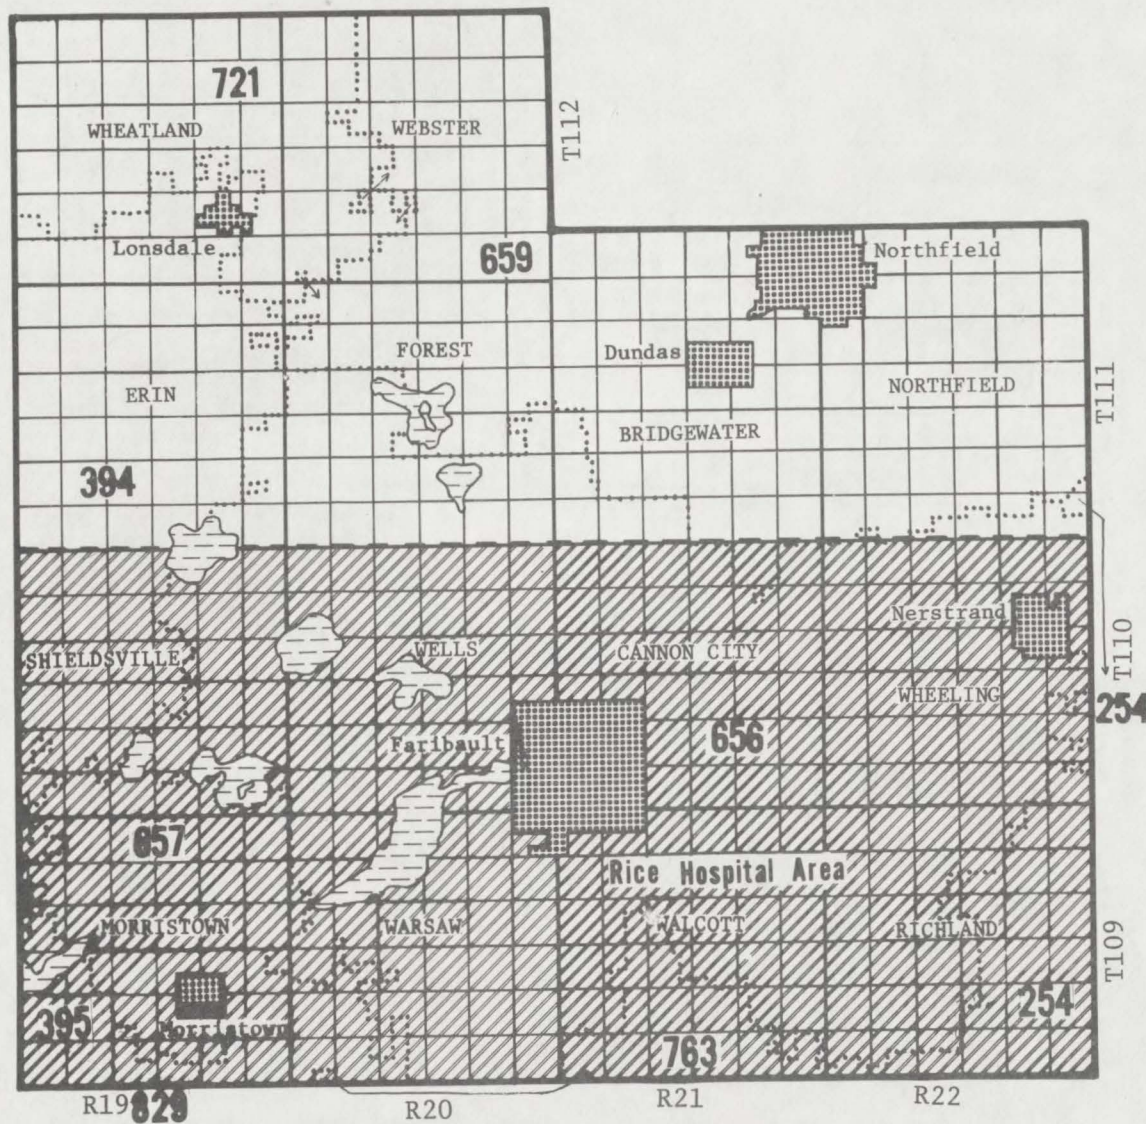 721
T112
WHEATLAND
WEBSTER
Lonsdale
659
Northfield
Dundas
FOREST
ERIN
NORTHFIELD
T111
BRIDGEWATER
394
Nerstrand
T110
SHIELDSVILLE
WELLS
CANNON CITY
WHEELING
254
Faribault
656
657
Rice Hospital Area
MORRISTOWN
WARSAW
WALCOTT
RICHLAND
T109
395
Morristown
254
763
R19
829
R20
R21
R22